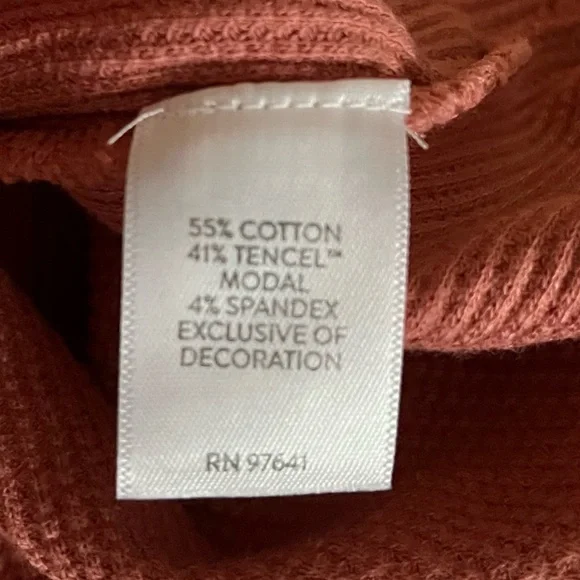 55% COTTON
41% TENCEL™
MODAL
4% SPANDEX
EXCLUSIVE OF
DECORATION
RN 97641